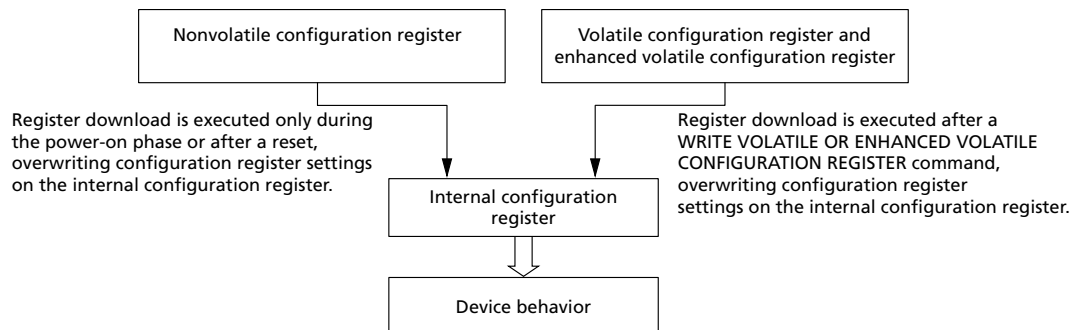 Nonvolatile configuration register
Volatile configuration register and
enhanced volatile configuration register
Register download is executed only during
the power-on phase or after a reset,
overwriting configuration register settings
on the internal configuration register.
Register download is executed after a
WRITE VOLATILE OR ENHANCED VOLATILE
CONFIGURATION REGISTER command,
overwriting configuration register
settings on the internal configuration register.
Internal configuration
register
Device behavior